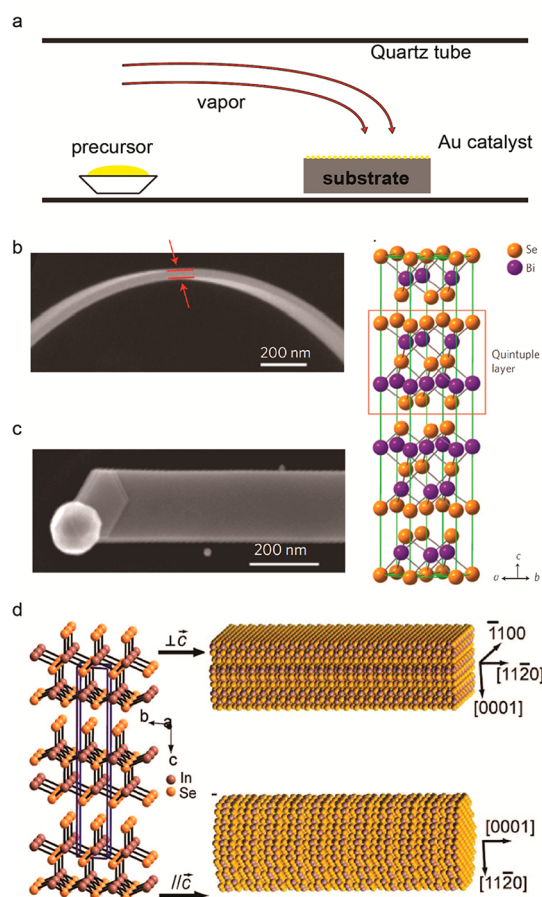 a
Quartz tube
vapor
precursor
Au catalyst
substrate
b
200 nm
Se
Bi
Quintuple
layer
c
a
b
c
200 nm
d
⊥c⃗
1̄100
[112̄0]
[0001]
b
a
c
In
Se
//c⃗
[0001]
[112̄0]